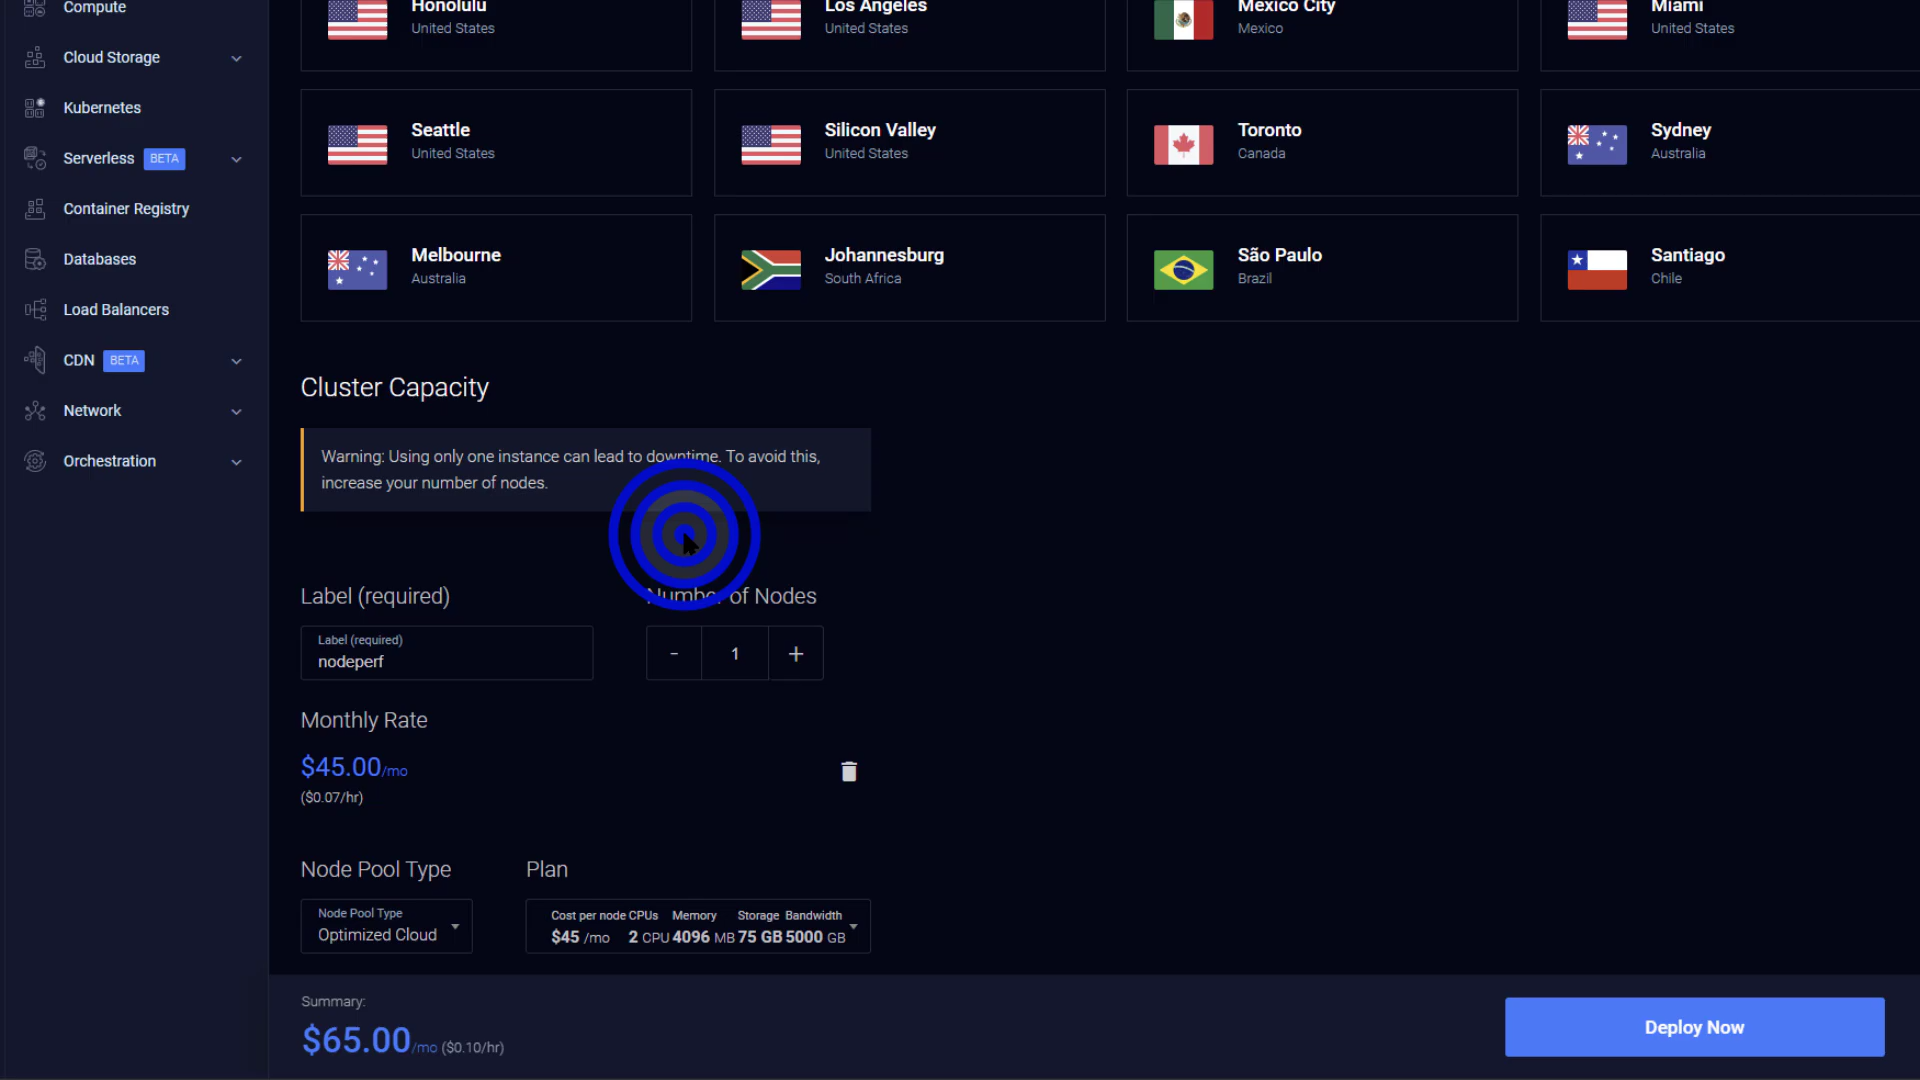 Compute
Cloud Storage
Kubernetes
Serverless BETA
Container Registry
Databases
Load Balancers
CDN BETA
Network
Orchestration
Honolulu
United States
Los Angeles
United States
Mexico City
Mexico
Miami
United States
Seattle
United States
Silicon Valley
United States
Toronto
Canada
Sydney
Australia
Melbourne
Australia
Johannesburg
South Africa
São Paulo
Brazil
Santiago
Chile
Cluster Capacity
Warning: Using only one instance can lead to downtime. To avoid this,
increase your number of nodes.
Label (required)
Number of Nodes
Label (required)
nodeperf
- 1 +
Monthly Rate
$45.00/mo
($0.07/hr)
Node Pool Type
Plan
Node Pool Type
Optimized Cloud
Cost per node CPUs Memory Storage Bandwidth
$45 /mo 2 CPU 4096 MB 75 GB 5000 GB
Summary:
$65.00/mo ($0.10/hr)
Deploy Now